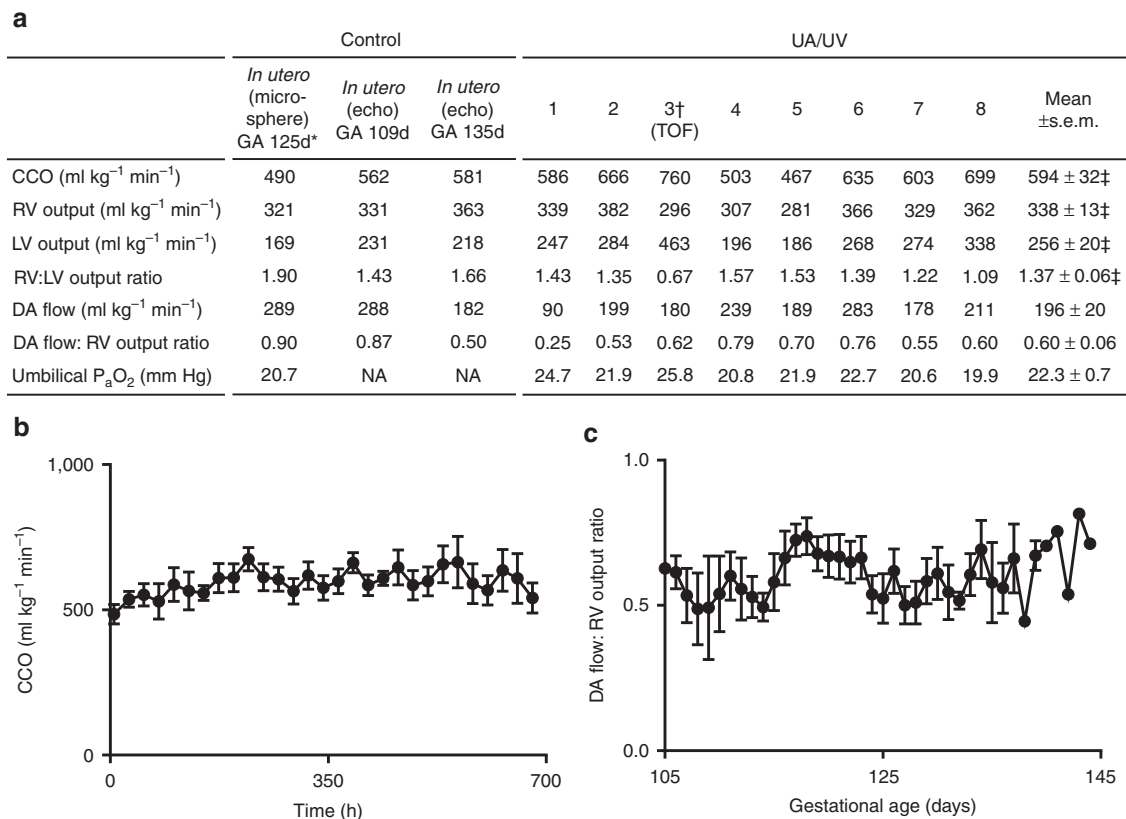 a
Control UA/UV
In utero (micro-sphere) GA 125d* In utero (echo) GA 109d In utero (echo) GA 135d 1 2 3† (TOF) 4 5 6 7 8 Mean ±s.e.m.
CCO (ml kg⁻¹ min⁻¹) 490 562 581 586 666 760 503 467 635 603 699 594 ± 32‡
RV output (ml kg⁻¹ min⁻¹) 321 331 363 339 382 296 307 281 366 329 362 338 ± 13‡
LV output (ml kg⁻¹ min⁻¹) 169 231 218 247 284 463 196 186 268 274 338 256 ± 20‡
RV:LV output ratio 1.90 1.43 1.66 1.43 1.35 0.67 1.57 1.53 1.39 1.22 1.09 1.37 ± 0.06‡
DA flow (ml kg⁻¹ min⁻¹) 289 288 182 90 199 180 239 189 283 178 211 196 ± 20
DA flow: RV output ratio 0.90 0.87 0.50 0.25 0.53 0.62 0.79 0.70 0.76 0.55 0.60 0.60 ± 0.06
Umbilical PₐO₂ (mm Hg) 20.7 NA NA 24.7 21.9 25.8 20.8 21.9 22.7 20.6 19.9 22.3 ± 0.7
b
1,000
500
0
CCO (ml kg⁻¹ min⁻¹)
0 350 700
Time (h)
c
1.0
0.5
0.0
DA flow: RV output ratio
105 125 145
Gestational age (days)